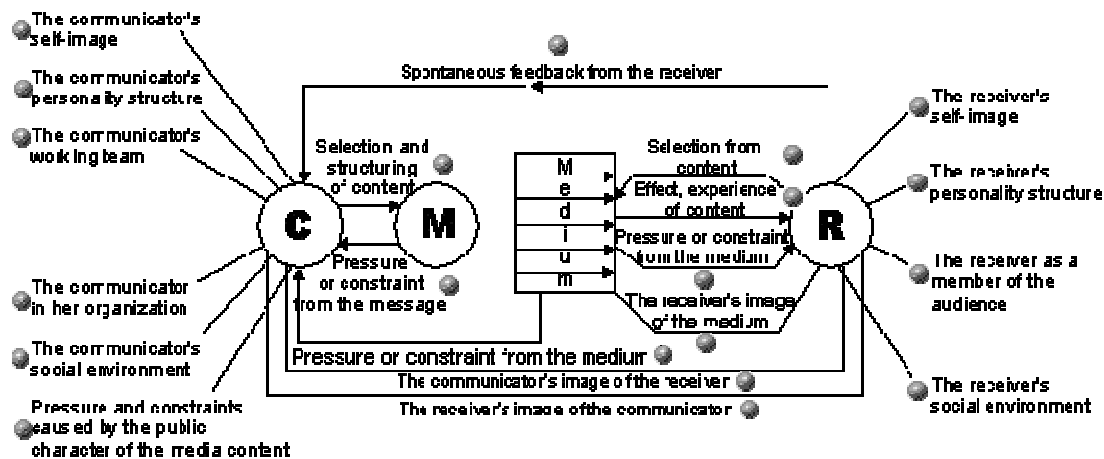 The communicator's
self-image
The communicator's
personality structure
The communicator's
working team
The communicator
in her organization
The communicator's
social environment
Pressure and constraints
caused by the public
character of the media content
Spontaneous feedback from the receiver
Selection and
structuring
of content
C
M
Pressure
or constraint
from the message
M
e
d
i
u
m
Selection from
content
Effect, experience
of content
Pressure or constraint
from the medium
The receiver's image
of the medium
R
Pressure or constraint from the medium
The communicator's image of the receiver
The receiver's image of the communicator
The receiver's
self-image
The receiver's
personality structure
The receiver as a
member of the
audience
The receiver's
social environment